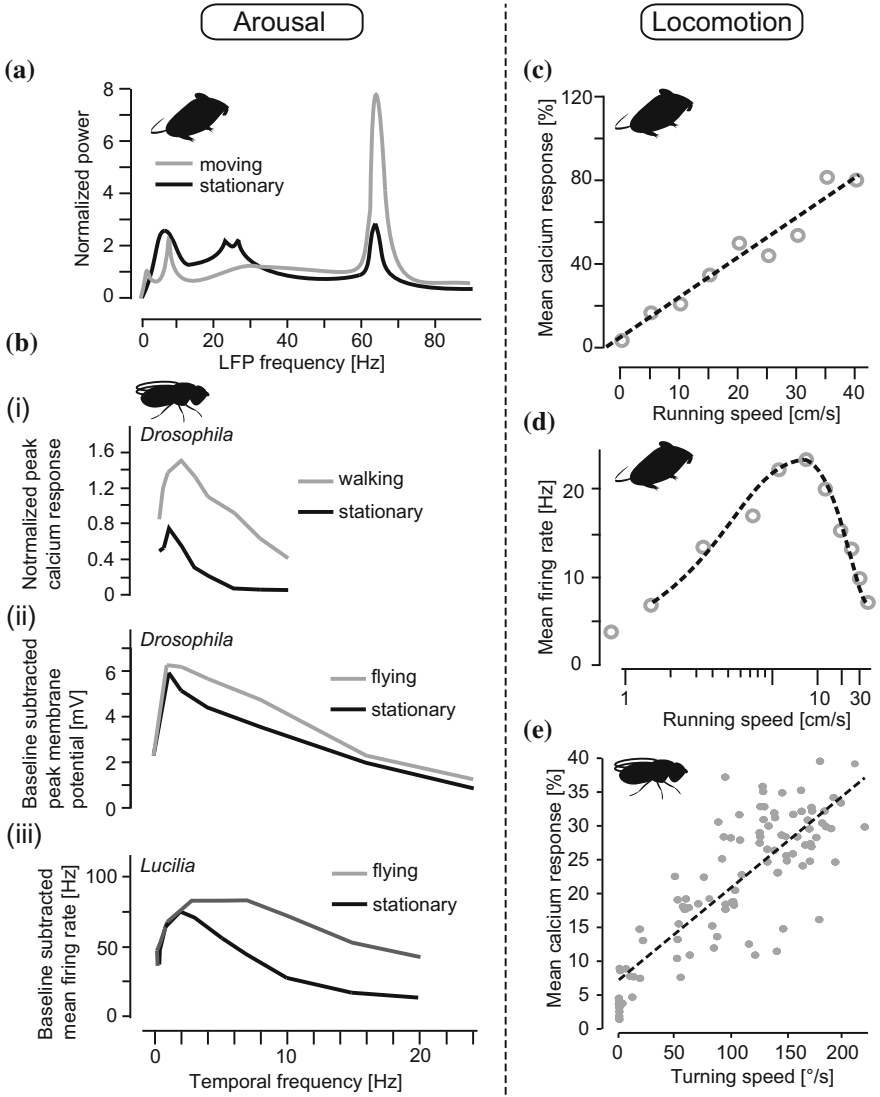 Arousal
Locomotion
(a)
Normalized power
8
6
4
2
0
moving
stationary
0 20 40 60 80
LFP frequency [Hz]
(b)
(i)
Drosophila
Notrmalized peak
calcium response
1.6
1.2
0.8
0.4
0
walking
stationary
(ii)
Drosophila
Baseline subtracted
peak membrane
potential [mV]
6
4
2
0
flying
stationary
(iii)
Lucilia
Baseline subtracted
mean firing rate [Hz]
100
50
0
flying
stationary
0 10 20
Temporal frequency [Hz]
(c)
Mean calcium response [%]
120
80
40
0
0 10 20 30 40
Running speed [cm/s]
(d)
Mean firing rate [Hz]
20
10
0
1 10 30
Running speed [cm/s]
(e)
Mean calcium response [%]
40
35
30
25
20
15
10
5
0
0 50 100 150 200
Turning speed [°/s]